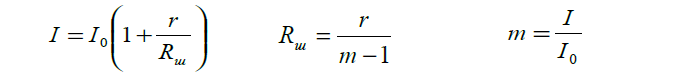 I = I₀(1 + r/Rш) Rш = r/(m − 1) m = I/I₀